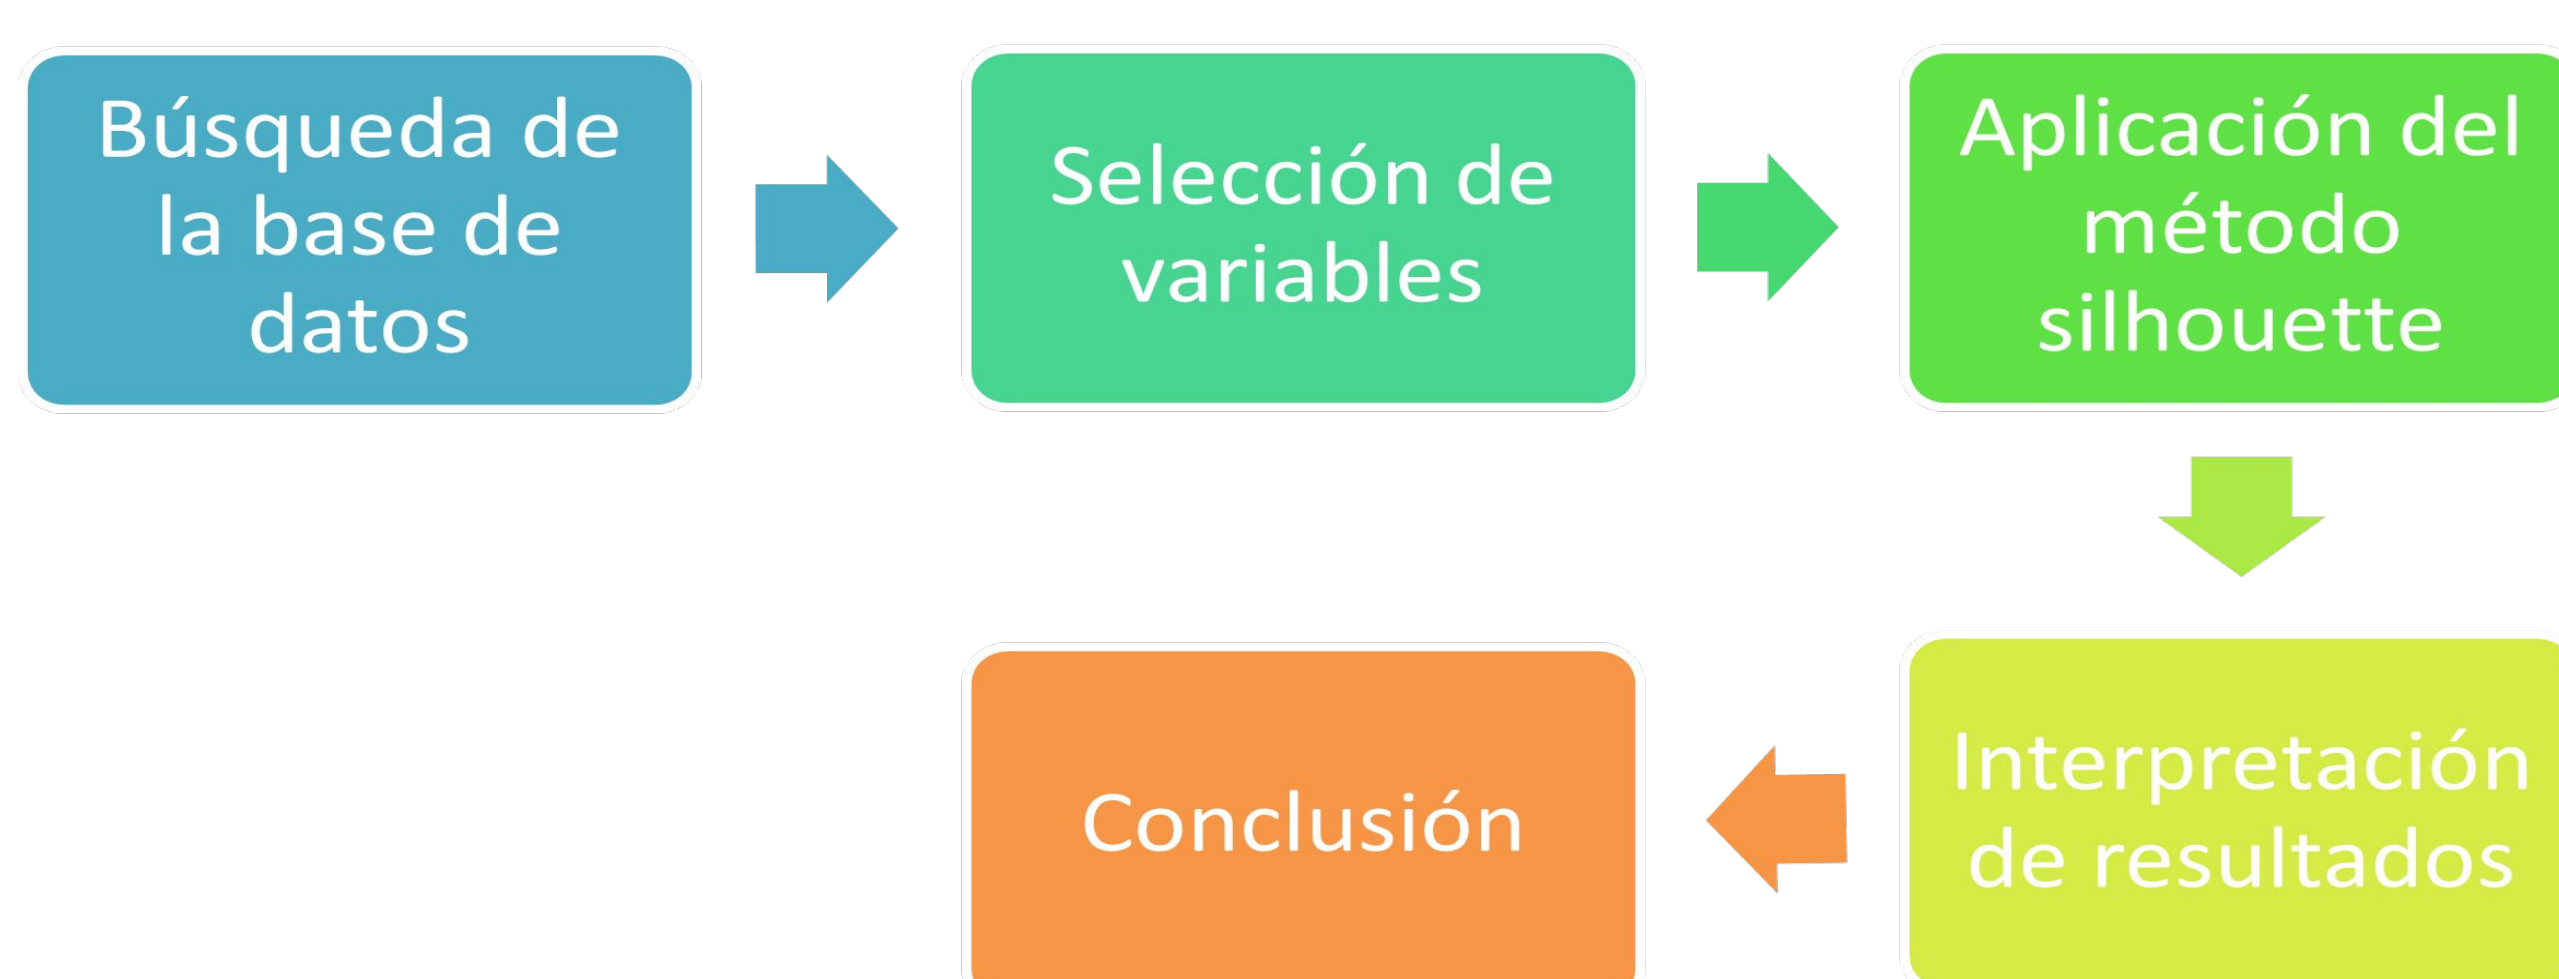 Búsqueda de
la base de
datos
Selección de
variables
Aplicación del
método
silhouette
Interpretación
de resultados
Conclusión